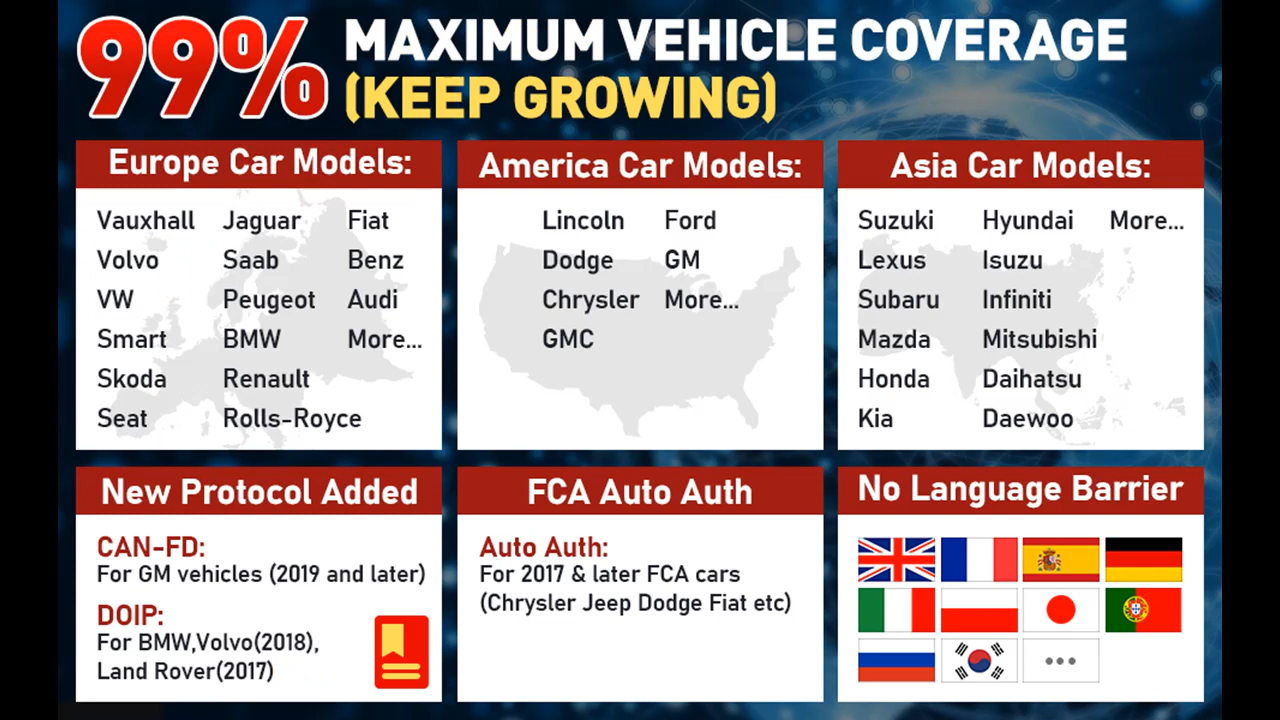 99% MAXIMUM VEHICLE COVERAGE
(KEEP GROWING)
Europe Car Models:
Vauxhall Jaguar Fiat
Volvo Saab Benz
VW Peugeot Audi
Smart BMW More...
Skoda Renault
Seat Rolls-Royce
America Car Models:
Lincoln Ford
Dodge GM
Chrysler More...
GMC
Asia Car Models:
Suzuki Hyundai More...
Lexus Isuzu
Subaru Infiniti
Mazda Mitsubishi
Honda Daihatsu
Kia Daewoo
New Protocol Added
CAN-FD:
For GM vehicles (2019 and later)
DOIP:
For BMW,Volvo(2018),
Land Rover(2017)
FCA Auto Auth
Auto Auth:
For 2017 & later FCA cars
(Chrysler Jeep Dodge Fiat etc)
No Language Barrier